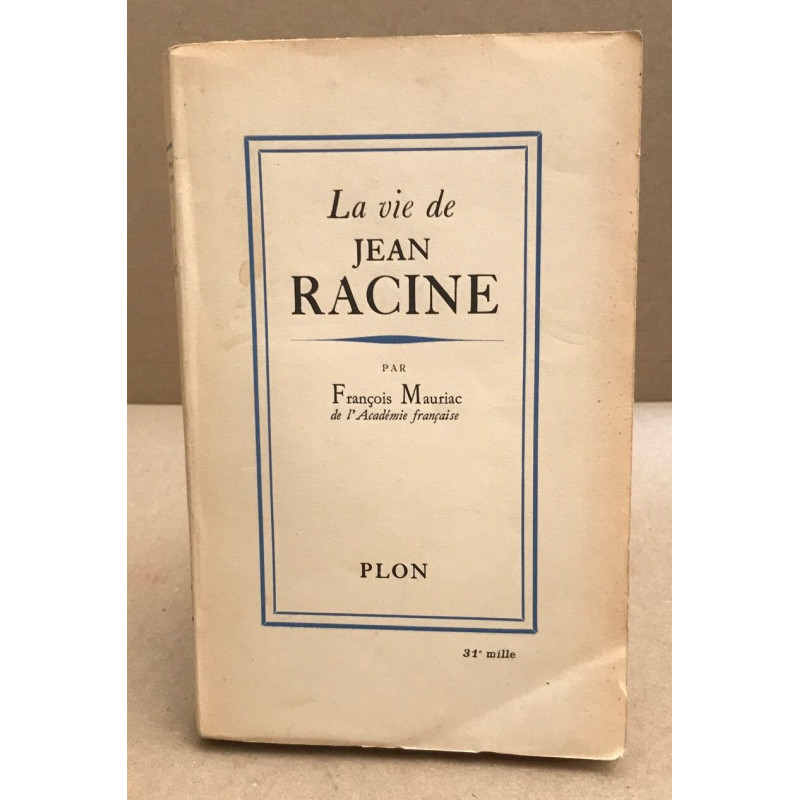 La vie de
JEAN
RACINE
PAR
François Mauriac
de l'Académie française
PLON
31e mille